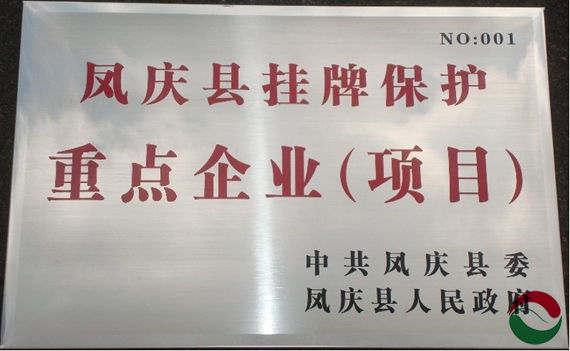 NO:001
凤庆县挂牌保护
重点企业(项目)
中共凤庆县委
凤庆县人民政府